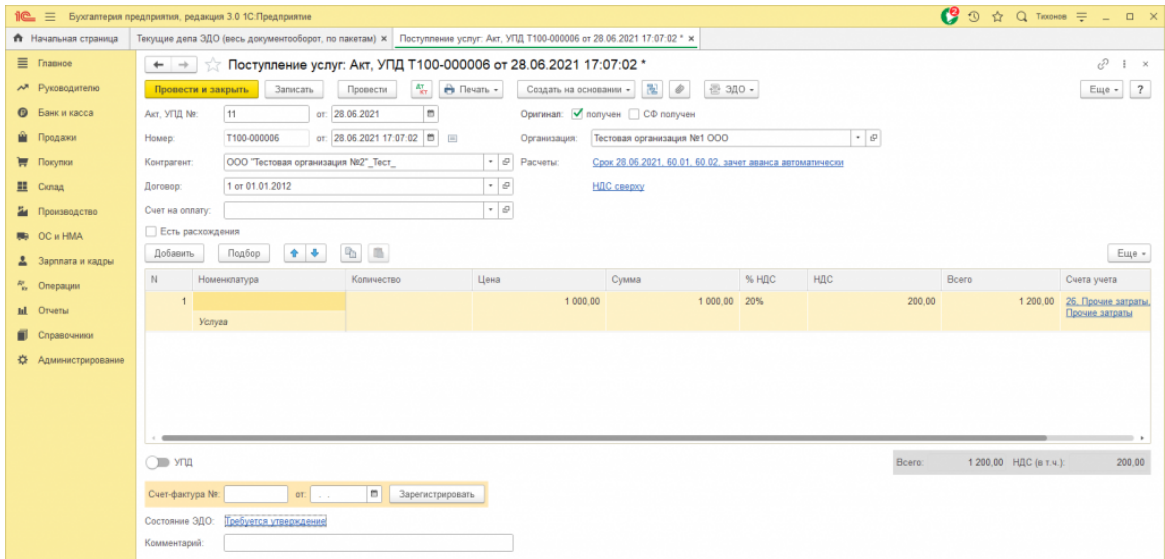 1С Бухгалтерия предприятия, редакция 3.0 1С:Предприятие 2 Тихонов
Начальная страница Текущие дела ЭДО (весь документооборот, по пакетам) × Поступление услуг: Акт, УПД Т100-000006 от 28.06.2021 17:07:02 * ×
Главное
Руководителю
Банк и касса
Продажи
Покупки
Склад
Производство
ОС и НМА
Зарплата и кадры
Операции
Отчеты
Справочники
Администрирование
Поступление услуг: Акт, УПД Т100-000006 от 28.06.2021 17:07:02 *
Провести и закрыть Записать Провести Дт Кт Печать Создать на основании ЭДО Еще ?
Акт, УПД №: 11 от: 28.06.2021 Оригинал: получен СФ получен
Номер: Т100-000006 от: 28.06.2021 17:07:02 Организация: Тестовая организация №1 ООО
Контрагент: ООО "Тестовая организация №2"_Тест_ Расчеты: Срок 28.06.2021, 60.01, 60.02, зачет аванса автоматически
Договор: 1 от 01.01.2012 НДС сверху
Счет на оплату:
Есть расхождения
Добавить Подбор Еще
N Номенклатура Количество Цена Сумма % НДС НДС Всего Счета учета
1 1 000,00 1 000,00 20% 200,00 1 200,00 26, Прочие затраты,
Услуга Прочие затраты
УПД Всего: 1 200,00 НДС (в т.ч.): 200,00
Счет-фактура №: от: . . Зарегистрировать
Состояние ЭДО: Требуется утверждение
Комментарий: